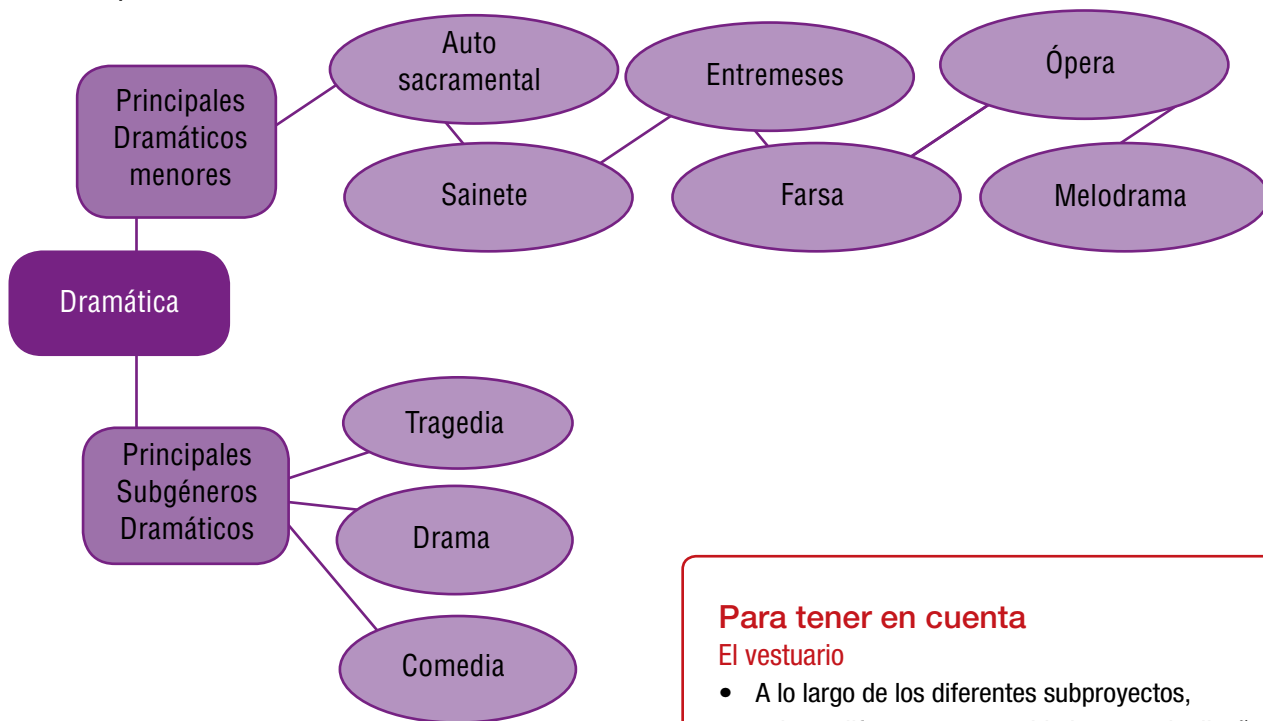 Principales
Dramáticos
menores
Auto
sacramental
Entremeses
Ópera
Sainete
Farsa
Melodrama
Dramática
Principales
Subgéneros
Dramáticos
Tragedia
Drama
Comedia
Para tener en cuenta
El vestuario
• A lo largo de los diferentes subproyectos,